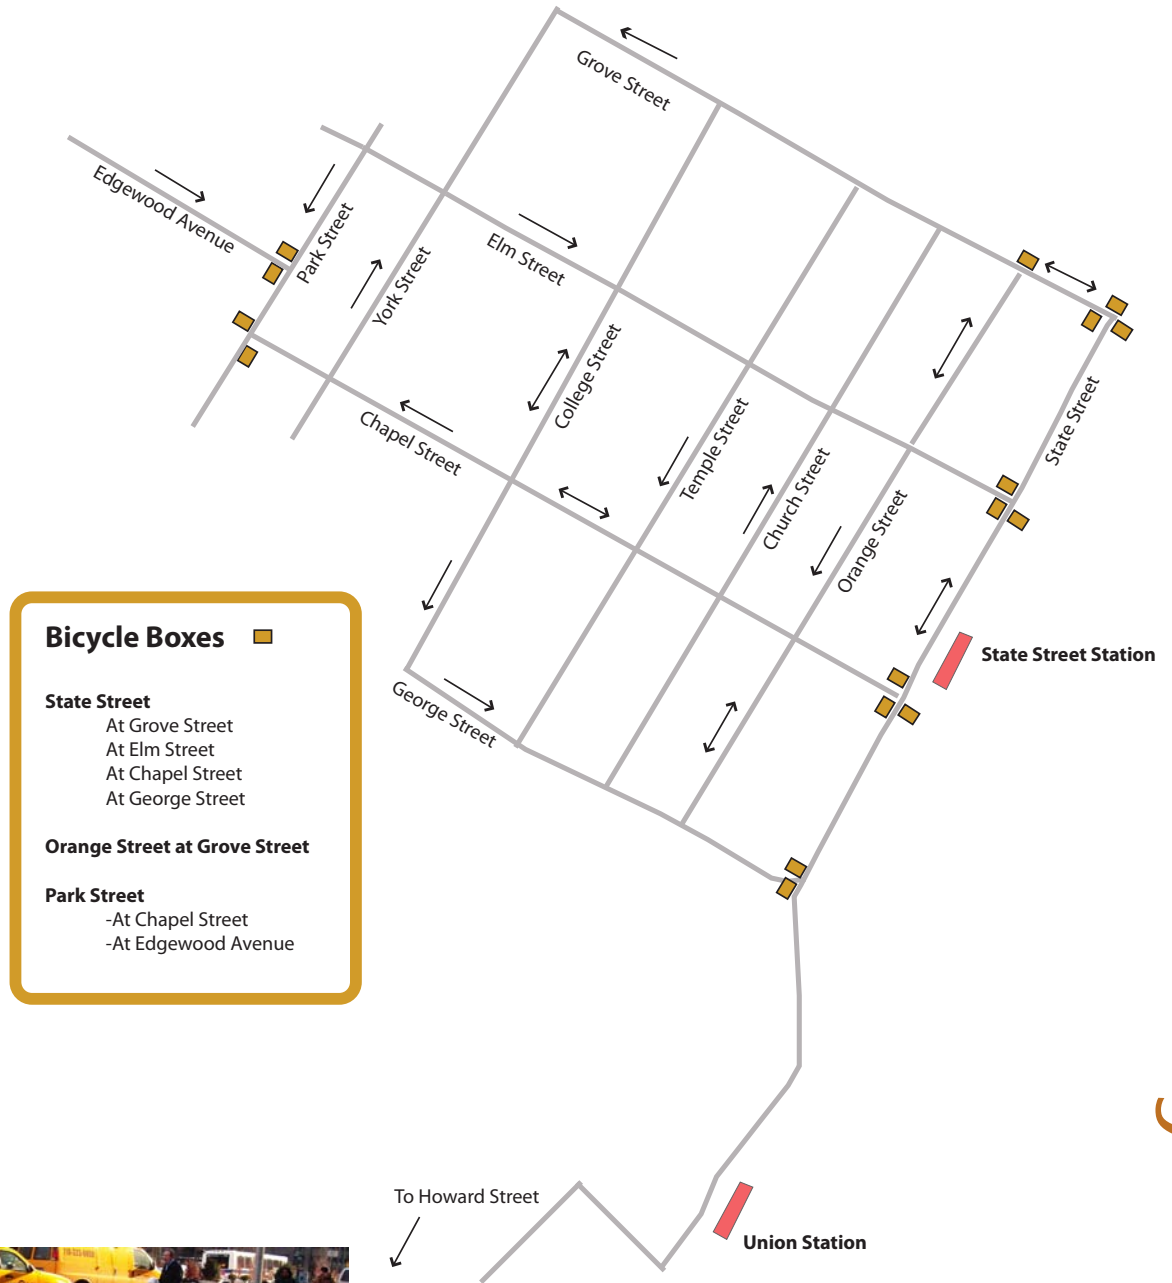 Grove Street
Edgewood Avenue
Park Street
York Street
Elm Street
College Street
Chapel Street
Temple Street
Church Street
Orange Street
State Street
George Street
State Street Station
Bicycle Boxes
State Street
At Grove Street
At Elm Street
At Chapel Street
At George Street
Orange Street at Grove Street
Park Street
-At Chapel Street
-At Edgewood Avenue
To Howard Street
Union Station